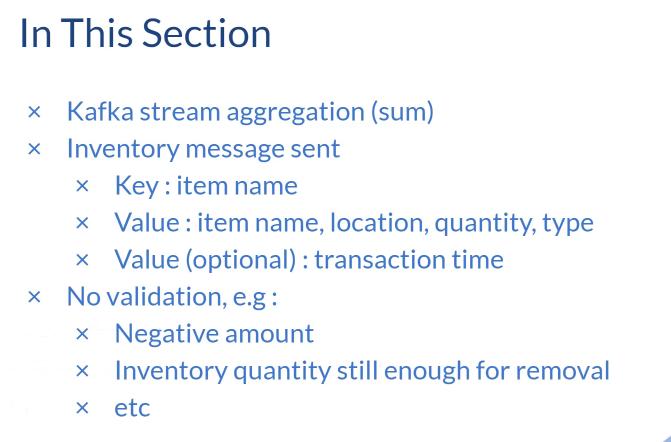 In This Section
× Kafka stream aggregation (sum)
× Inventory message sent
× Key : item name
× Value : item name, location, quantity, type
× Value (optional) : transaction time
× No validation, e.g :
× Negative amount
× Inventory quantity still enough for removal
× etc